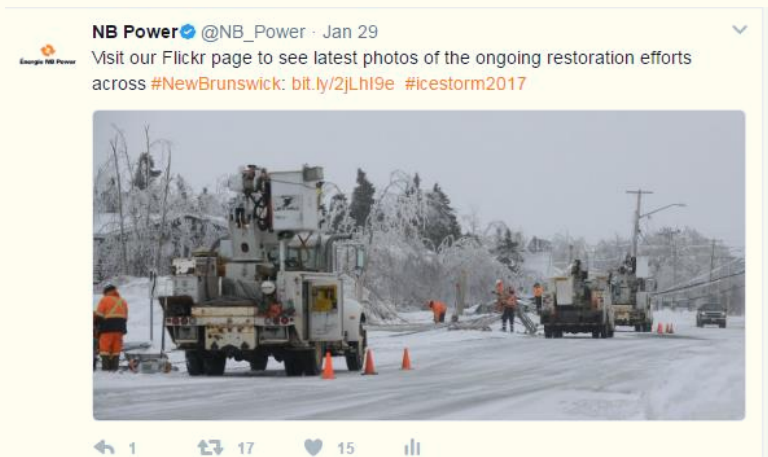 NB Power @NB_Power · Jan 29
Énergie NB Power
Visit our Flickr page to see latest photos of the ongoing restoration efforts
across #NewBrunswick: bit.ly/2jLhI9e #icestorm2017
1 17 15